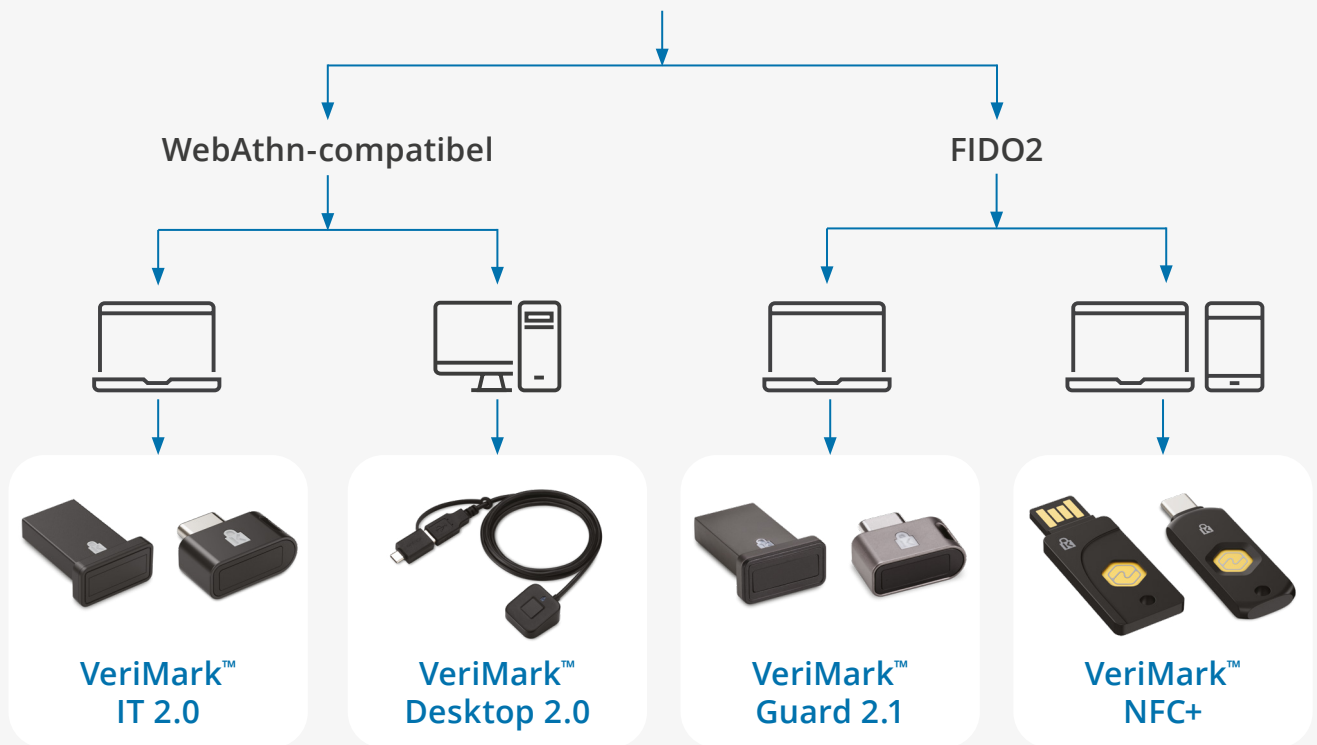 WebAthn-compatibel
FIDO2
VeriMark™
IT 2.0
VeriMark™
Desktop 2.0
VeriMark™
Guard 2.1
VeriMark™
NFC+